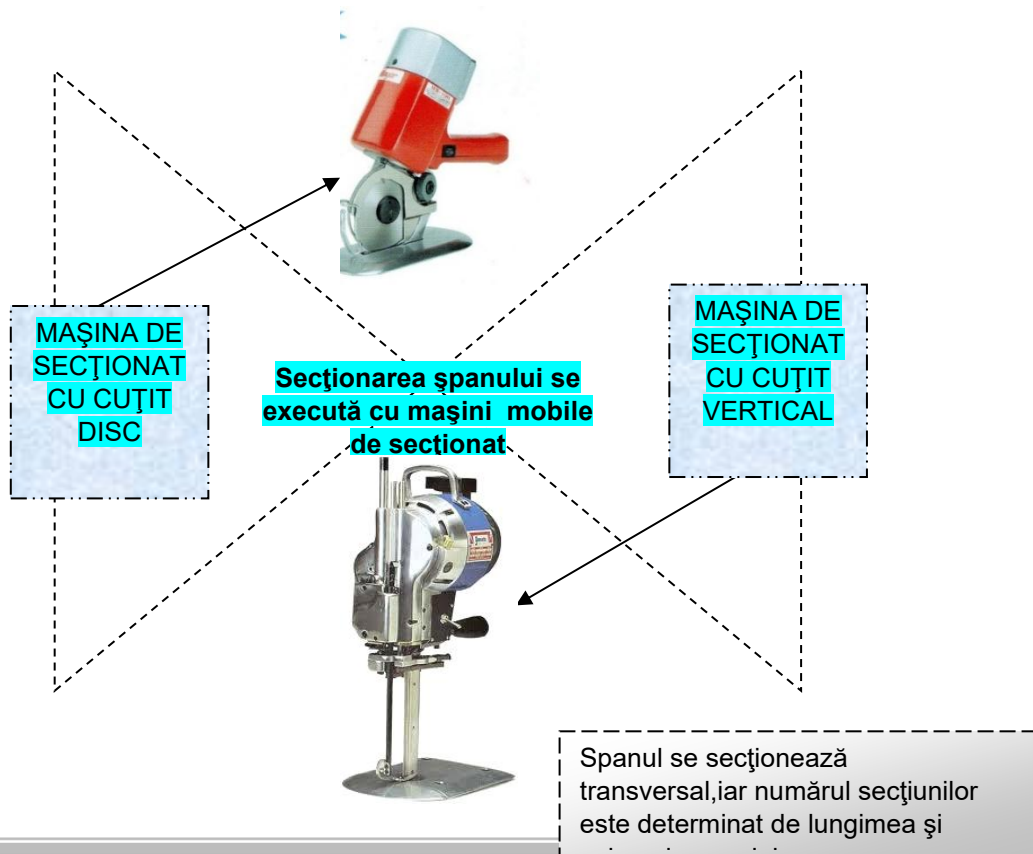 MAŞINA DE
SECŢIONAT
CU CUŢIT
DISC
MAŞINA DE
SECŢIONAT
CU CUŢIT
VERTICAL
Secţionarea şpanului se
execută cu maşini mobile
de secţionat
Spanul se secţionează
transversal,iar numărul secţiunilor
este determinat de lungimea şi